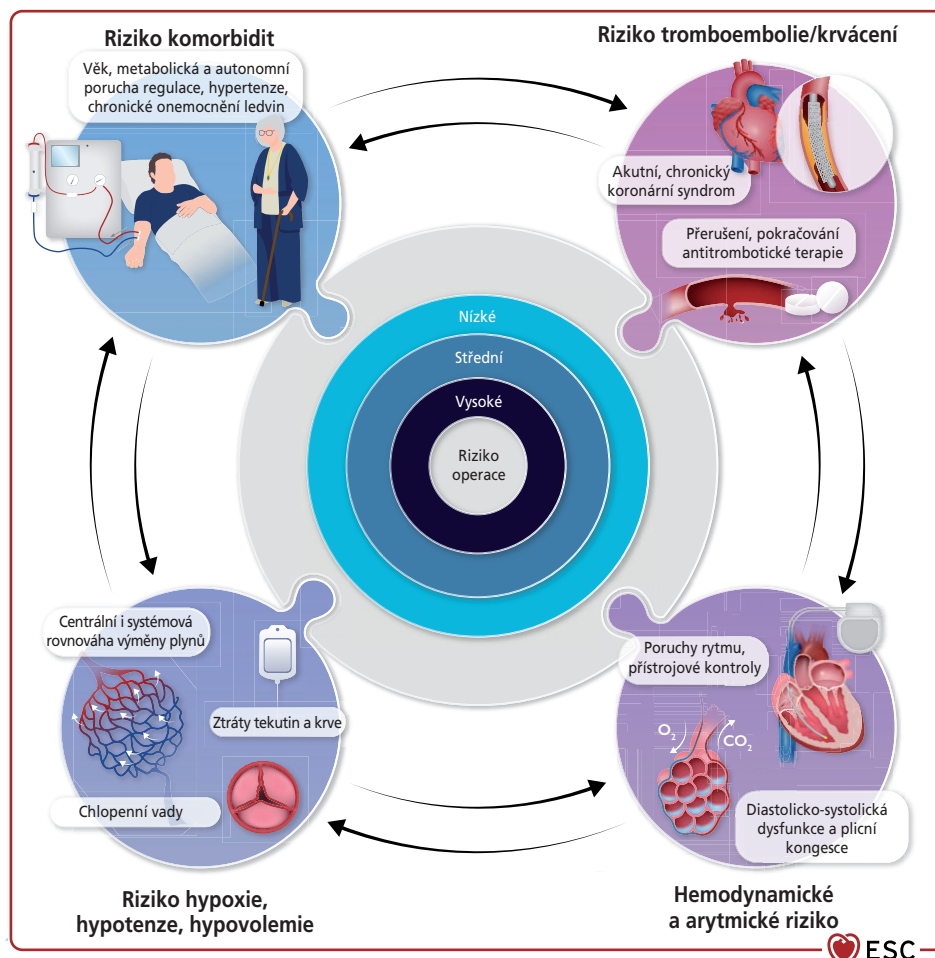 Riziko komorbidit
Věk, metabolická a autonomní
porucha regulace, hypertenze,
chronické onemocnění ledvin
Riziko tromboembolie/krvácení
Akutní, chronický
koronární syndrom
Přerušení, pokračování
antitrombotické terapie
Nízké
Střední
Vysoké
Riziko
operace
Centrální i systémová
rovnováha výměny plynů
Ztráty tekutin a krve
Chlopenní vady
Riziko hypoxie,
hypotenze, hypovolemie
Poruchy rytmu,
přístrojové kontroly
O₂
CO₂
Diastolicko-systolická
dysfunkce a plicní
kongesce
Hemodynamické
a arytmické riziko
ESC